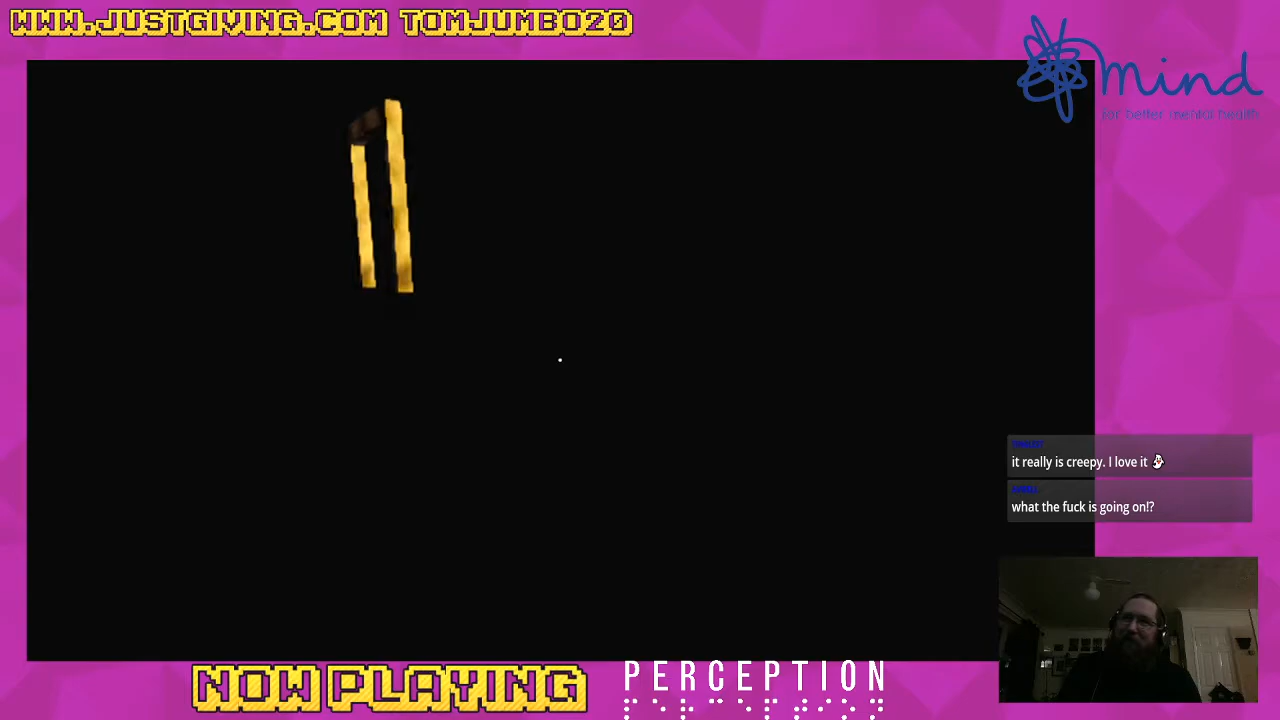 WWW.JUSTGIVING.COM TOMJUMBO20
mind
for better mental health
it really is creepy. I love it
what the fuck is going on!?
NOW PLAYING
PERCEPTION